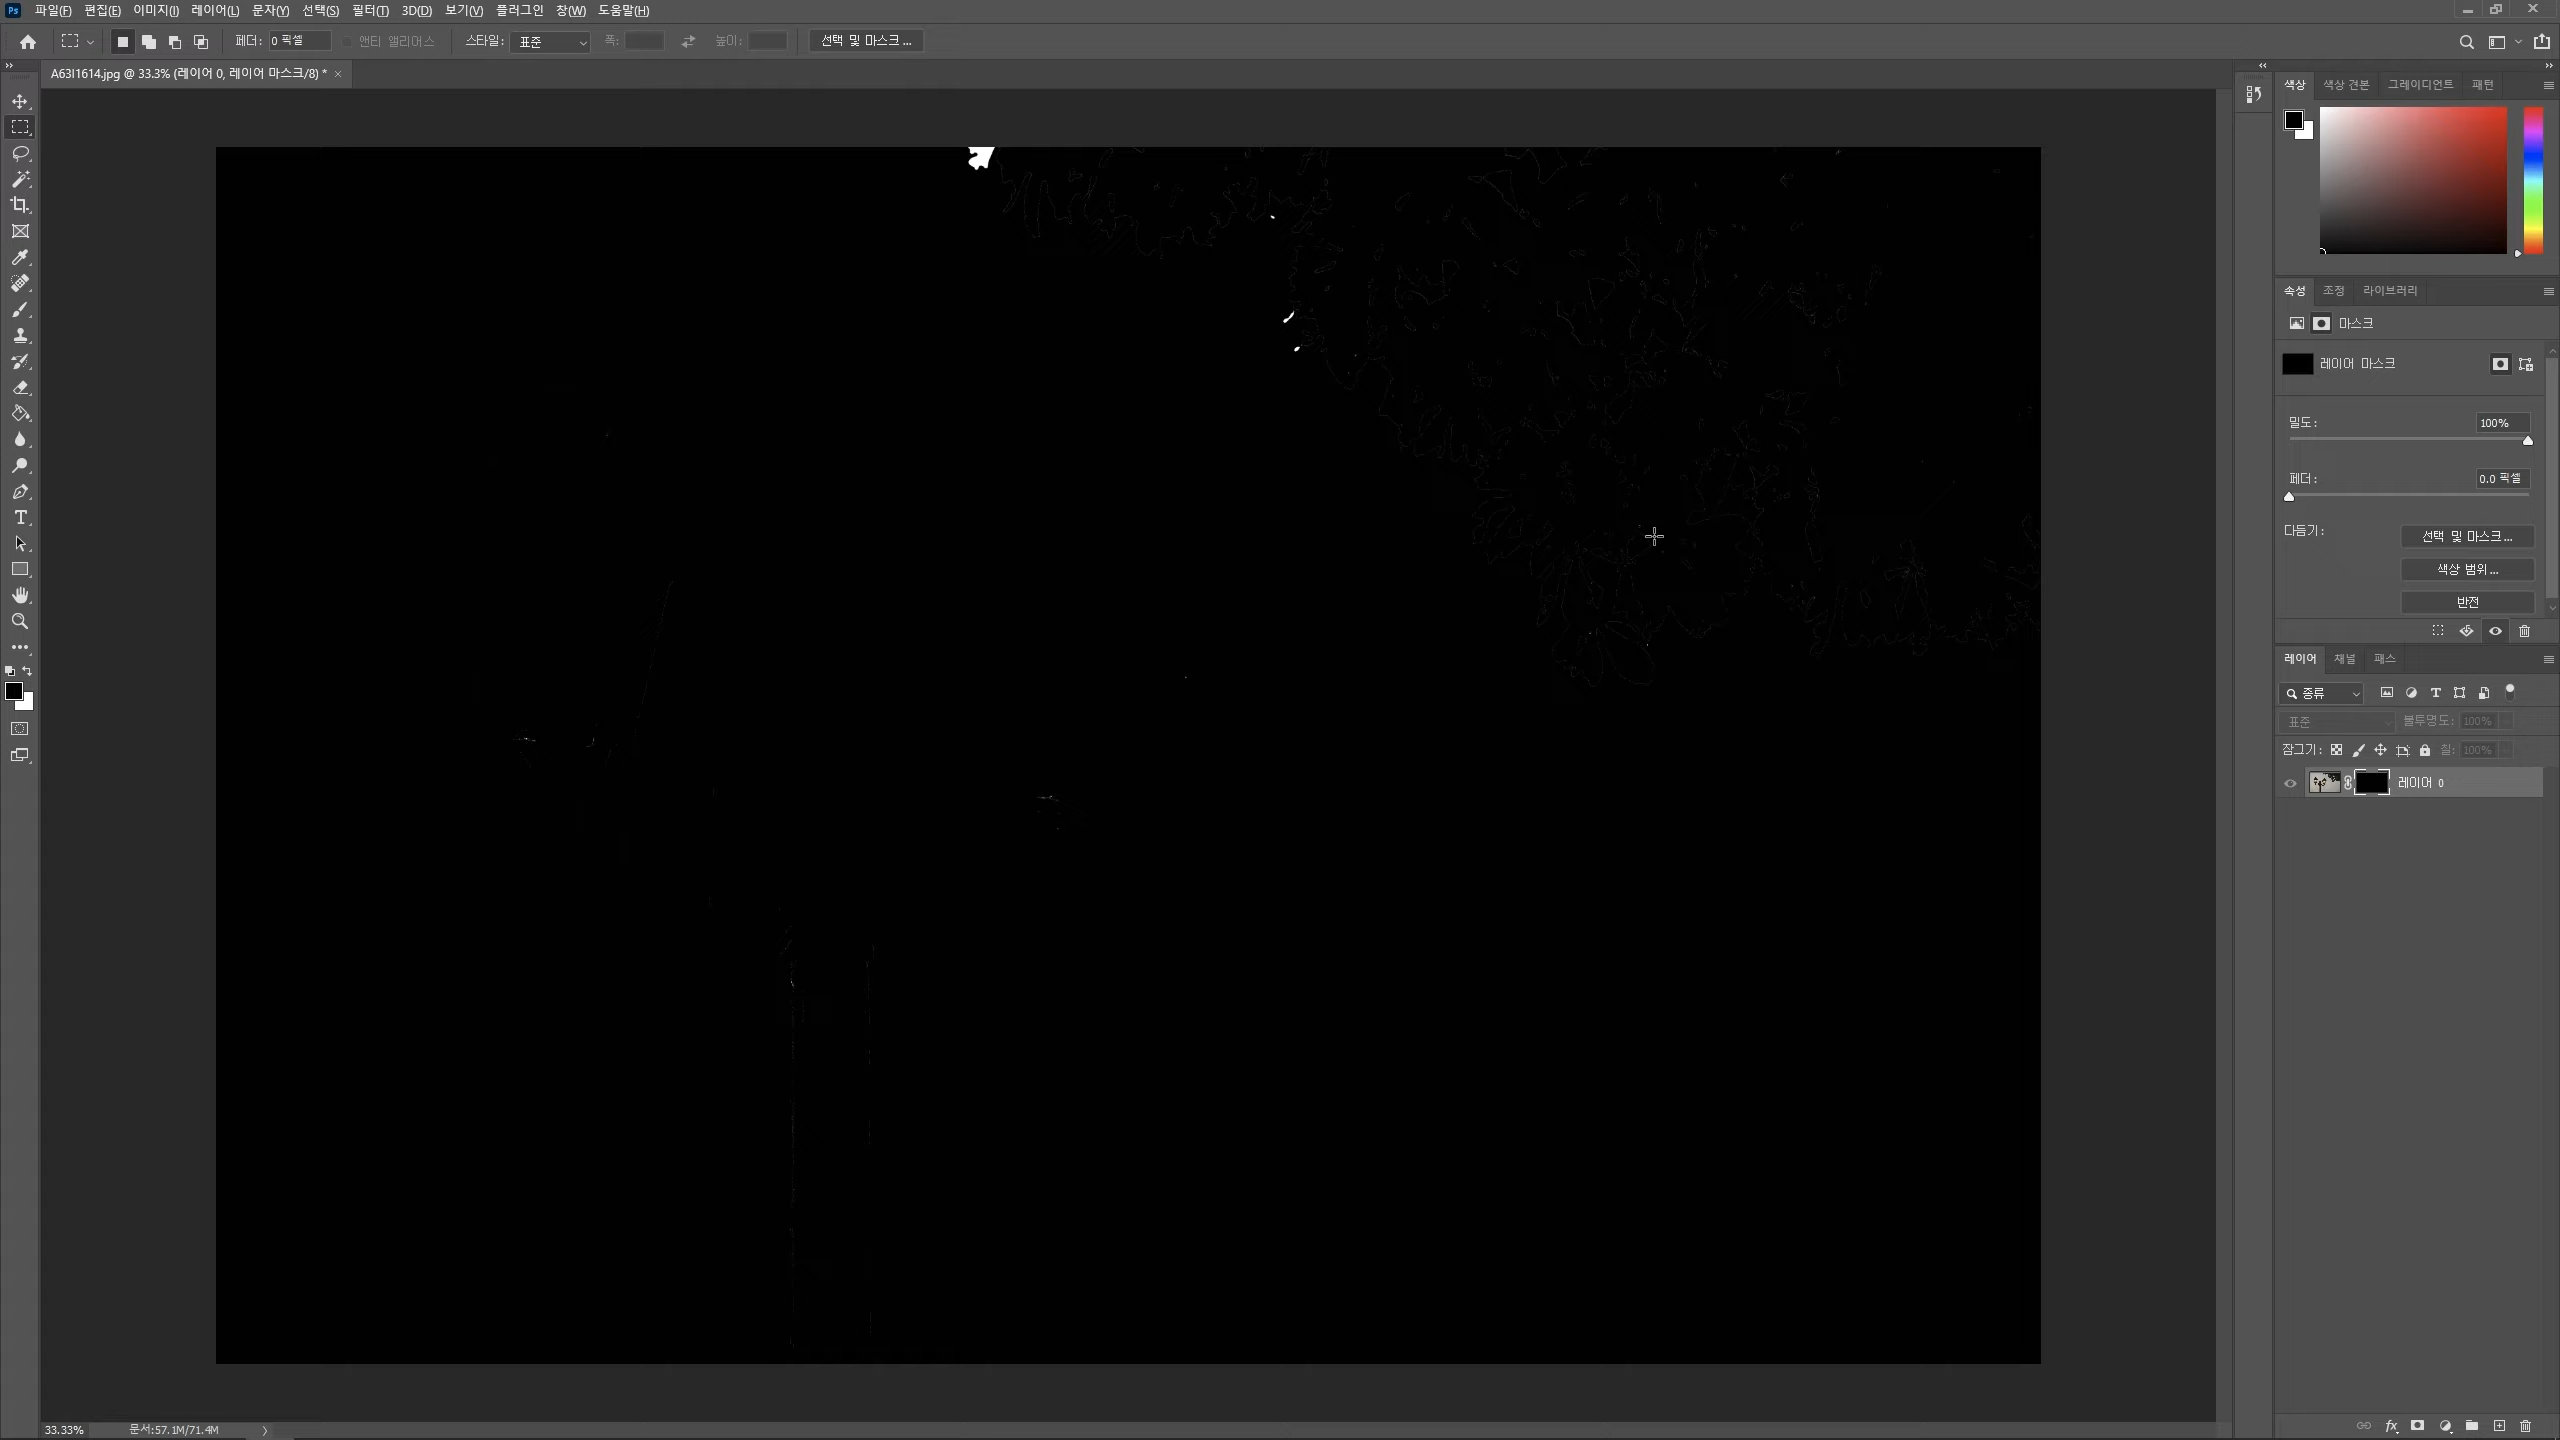 Ps 파일(F) 편집(E) 이미지(I) 레이어(L) 문자(Y) 선택(S) 필터(T) 3D(D) 보기(V) 플러그인 창(W) 도움말(H)
페더: 0 픽셀 앤티 앨리어스 스타일: 표준 폭: 높이: 선택 및 마스크...
A63I1614.jpg @ 33.3% (레이어 0, 레이어 마스크/8) *
색상 색상 견본 그레이디언트 패턴
속성 조정 라이브러리
마스크
레이어 마스크
밀도: 100%
페더: 0.0 픽셀
다듬기: 선택 및 마스크...
색상 범위...
반전
레이어 채널 패스
종류
표준 불투명도: 100%
잠그기: 칠: 100%
레이어 0
33.33% 문서:57.1M/71.4M